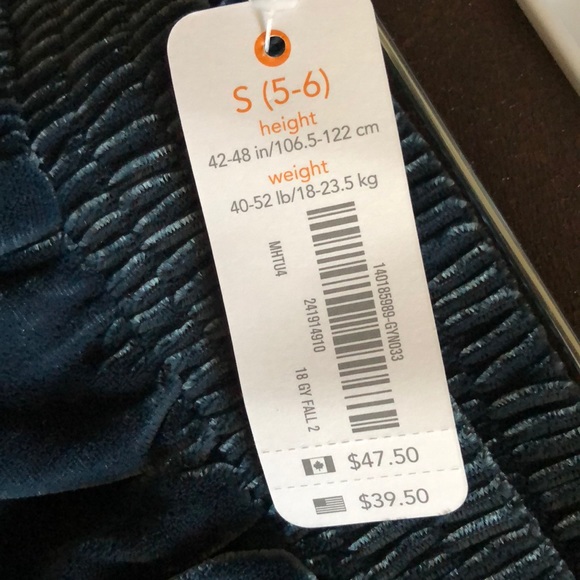 S (5-6)
height
42-48 in/106.5-122 cm
weight
40-52 lb/18-23.5 kg
MHTU4
241914910
140185989-GYN033
18 GY FALL 2
$47.50
$39.50